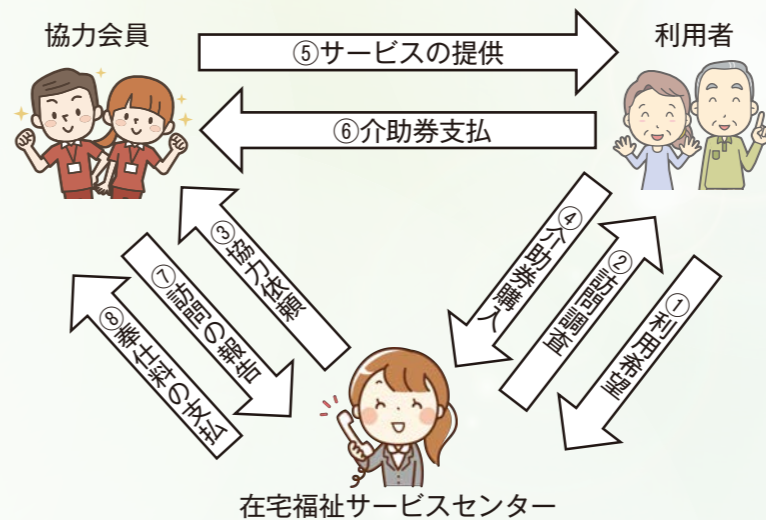 協力会員
利用者
⑤サービスの提供
⑥介助券支払
③協力依頼
⑦訪問の報告
⑧奉仕料の支払
④介助券購入
②訪問調査
①利用希望
在宅福祉サービスセンター